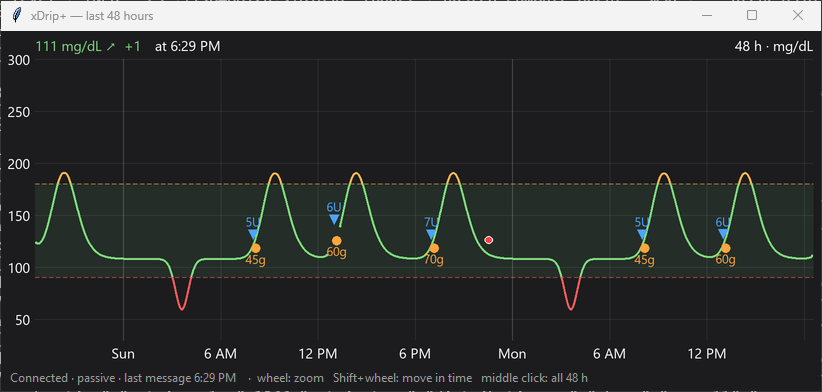 xDrip+ — last 48 hours
111 mg/dL ↗ +1 at 6:29 PM 48 h · mg/dL
300
250
200
150
100
50
5U
45g
6U
60g
7U
70g
5U
45g
6U
60g
Sun 6 AM 12 PM 6 PM Mon 6 AM 12 PM
Connected · passive · last message 6:29 PM · wheel: zoom Shift+wheel: move in time middle click: all 48 h